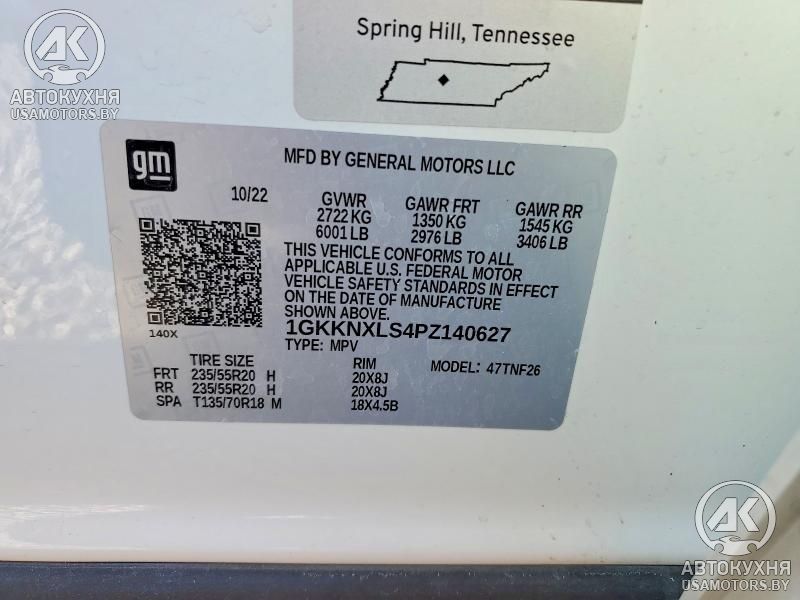 AK
АВТОКУХНЯ
USAMOTORS.BY
Spring Hill, Tennessee
gm
MFD BY GENERAL MOTORS LLC
10/22 GVWR GAWR FRT GAWR RR
2722 KG 1350 KG 1545 KG
6001 LB 2976 LB 3406 LB
THIS VEHICLE CONFORMS TO ALL
APPLICABLE U.S. FEDERAL MOTOR
VEHICLE SAFETY STANDARDS IN EFFECT
ON THE DATE OF MANUFACTURE
SHOWN ABOVE.
140X
1GKKNXLS4PZ140627
TYPE: MPV MODEL: 47TNF26
TIRE SIZE RIM
FRT 235/55R20 H 20X8J
RR 235/55R20 H 20X8J
SPA T135/70R18 M 18X4.5B
AK
АВТОКУХНЯ
USAMOTORS.BY